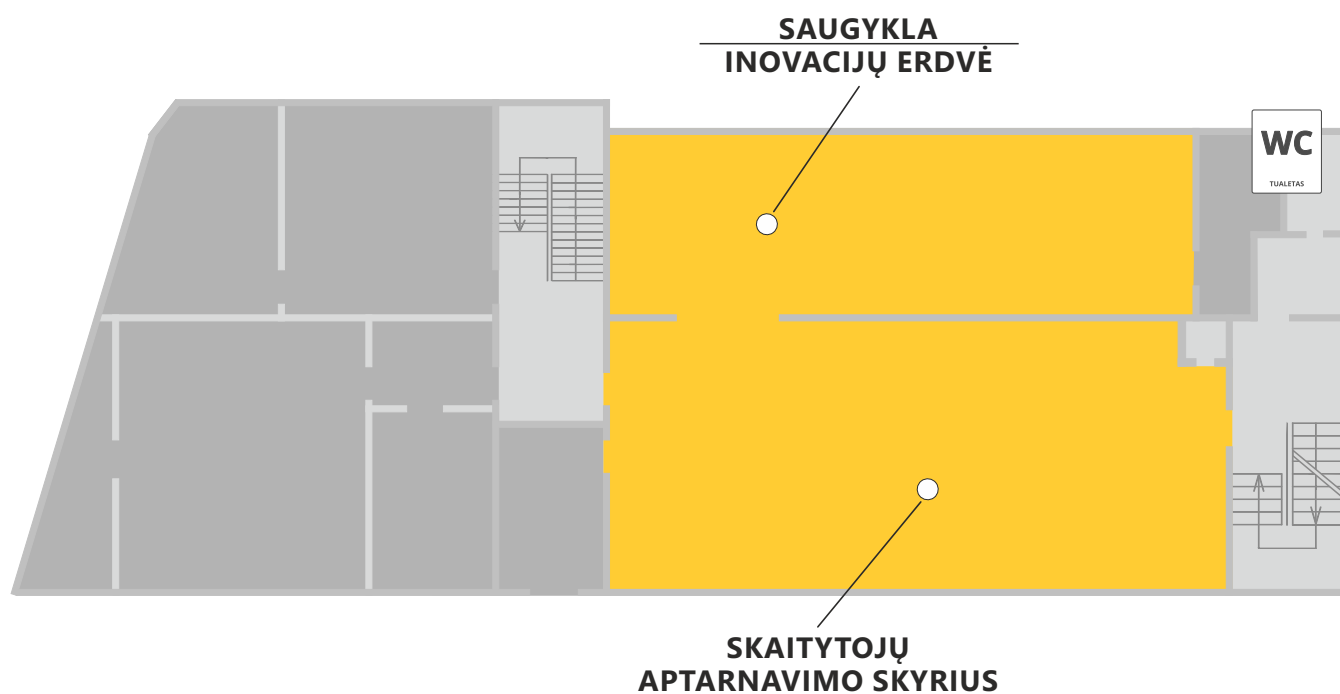 SAUGYKLA
INOVACIJŲ ERDVĖ
WC
TUALETAS
SKAITYTOJŲ
APTARNAVIMO SKYRIUS